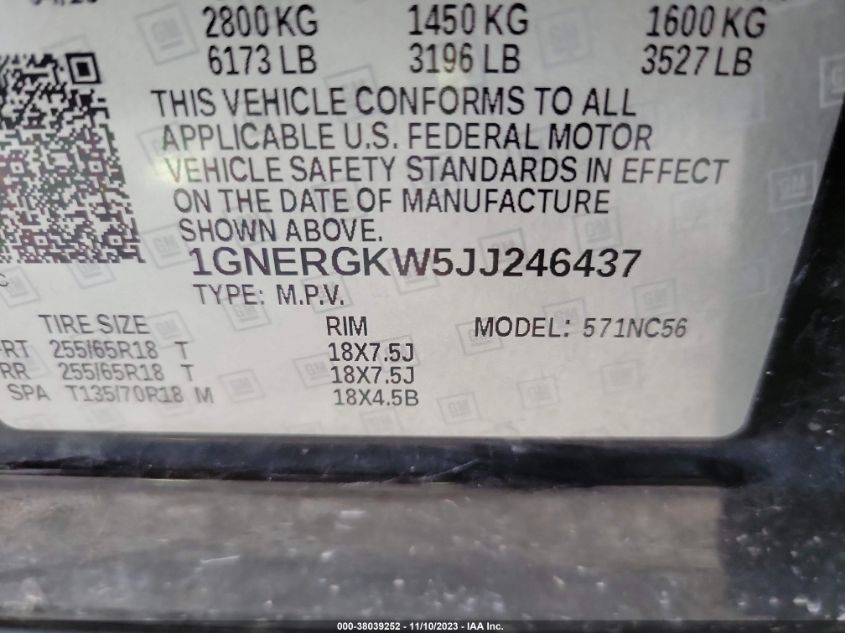 2800 KG 1450 KG 1600 KG
6173 LB 3196 LB 3527 LB
THIS VEHICLE CONFORMS TO ALL
APPLICABLE U.S. FEDERAL MOTOR
VEHICLE SAFETY STANDARDS IN EFFECT
ON THE DATE OF MANUFACTURE
SHOWN ABOVE.
1GNERGKW5JJ246437
TYPE: M.P.V.
TIRE SIZE RIM MODEL: 571NC56
FRT 255/65R18 T 18X7.5J
RR 255/65R18 T 18X7.5J
SPA T135/70R18 M 18X4.5B
GM
000-38039252 - 11/10/2023 - IAA Inc.